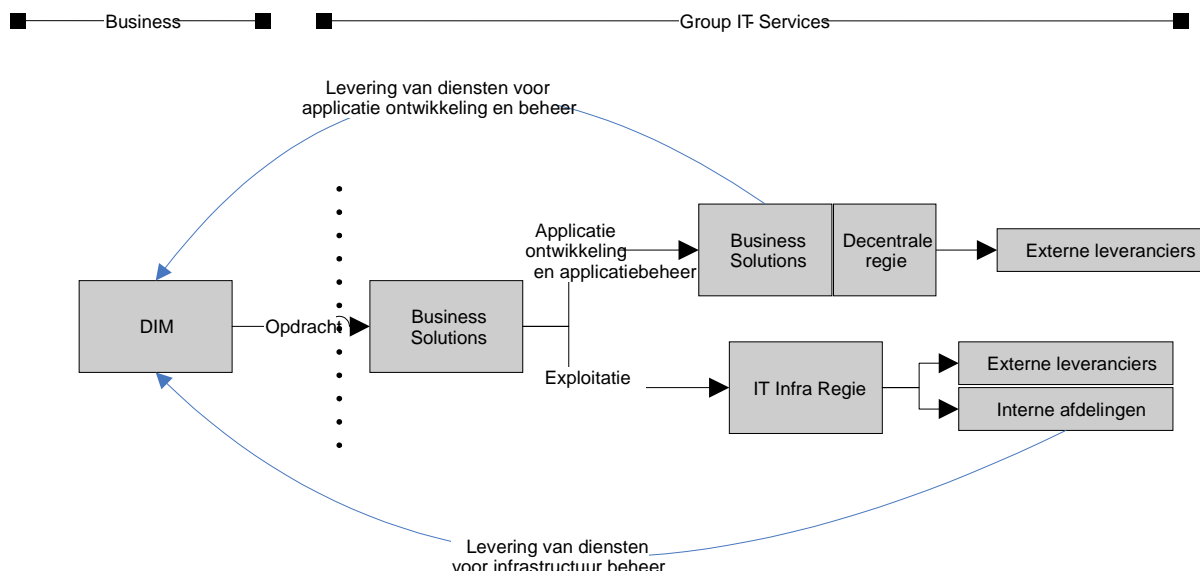 Business
Group IT- Services
Levering van diensten voor
applicatie ontwikkeling en beheer
Applicatie
ontwikkeling
en applicatiebeheer
Business
Solutions
Decentrale
regie
Externe leveranciers
DIM
Opdracht
Business
Solutions
Exploitatie
IT Infra Regie
Externe leveranciers
Interne afdelingen
Levering van diensten
voor infrastructuur beheer